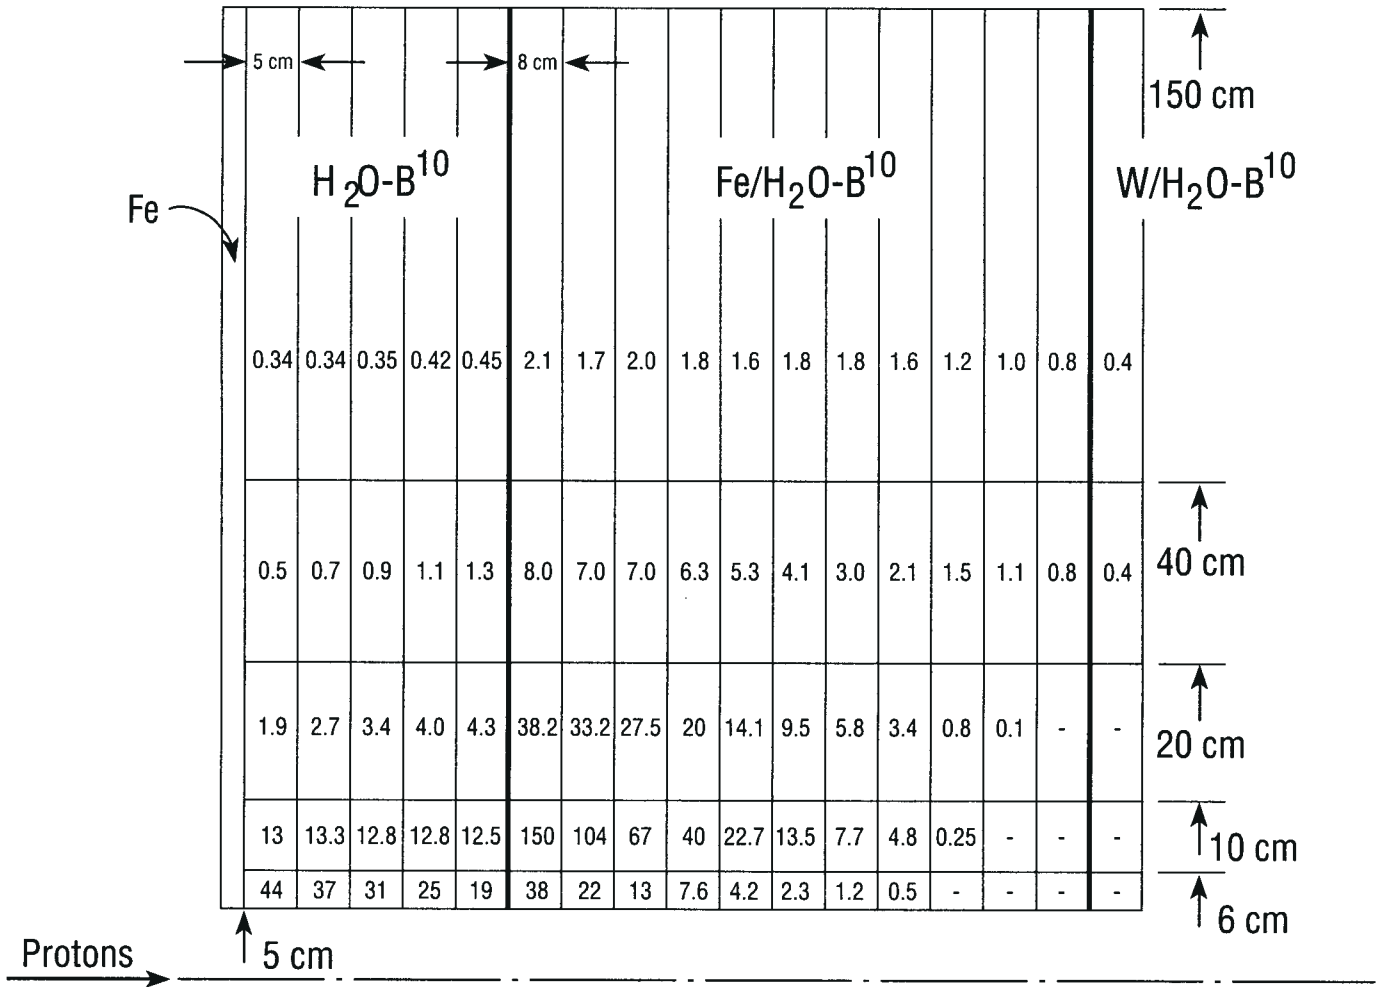 5 cm 8 cm
150 cm
H₂O-B¹⁰ Fe/H₂O-B¹⁰ W/H₂O-B¹⁰
Fe
0.34 0.34 0.35 0.42 0.45 2.1 1.7 2.0 1.8 1.6 1.8 1.8 1.6 1.2 1.0 0.8 0.4
0.5 0.7 0.9 1.1 1.3 8.0 7.0 7.0 6.3 5.3 4.1 3.0 2.1 1.5 1.1 0.8 0.4
40 cm
1.9 2.7 3.4 4.0 4.3 38.2 33.2 27.5 20 14.1 9.5 5.8 3.4 0.8 0.1 - -
20 cm
13 13.3 12.8 12.8 12.5 150 104 67 40 22.7 13.5 7.7 4.8 0.25 - - -
10 cm
44 37 31 25 19 38 22 13 7.6 4.2 2.3 1.2 0.5 - - - -
6 cm
Protons 5 cm